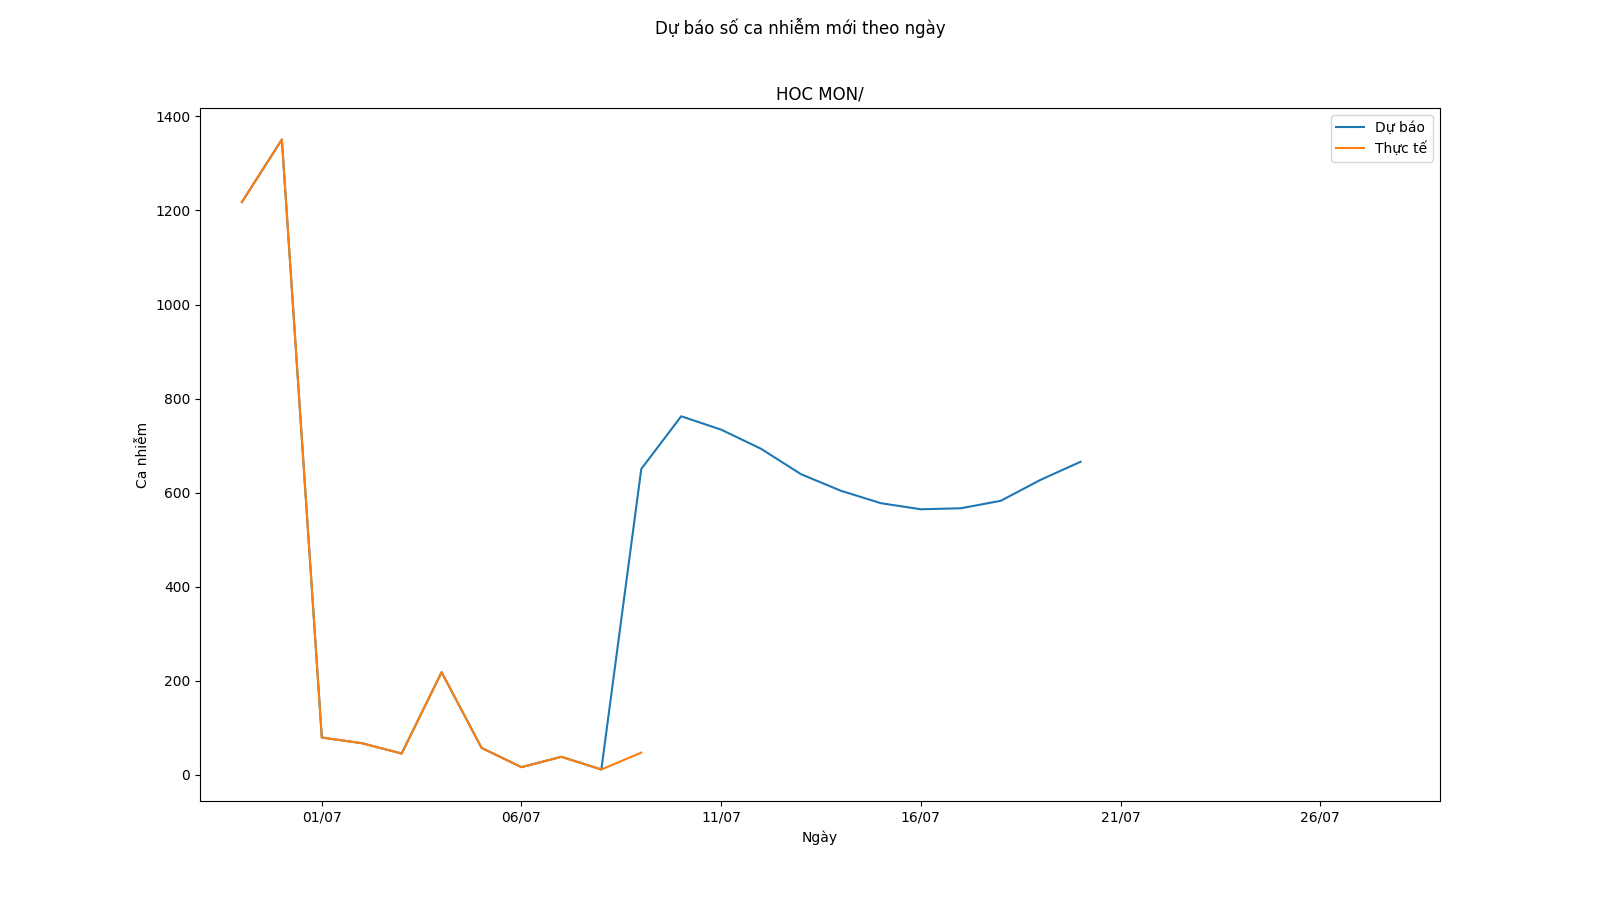 Dự báo số ca nhiễm mới theo ngày
HOC MON/
Dự báo
Thực tế
1400
1200
1000
800
600
400
200
0
Ca nhiễm
01/07
06/07
11/07
16/07
21/07
26/07
Ngày